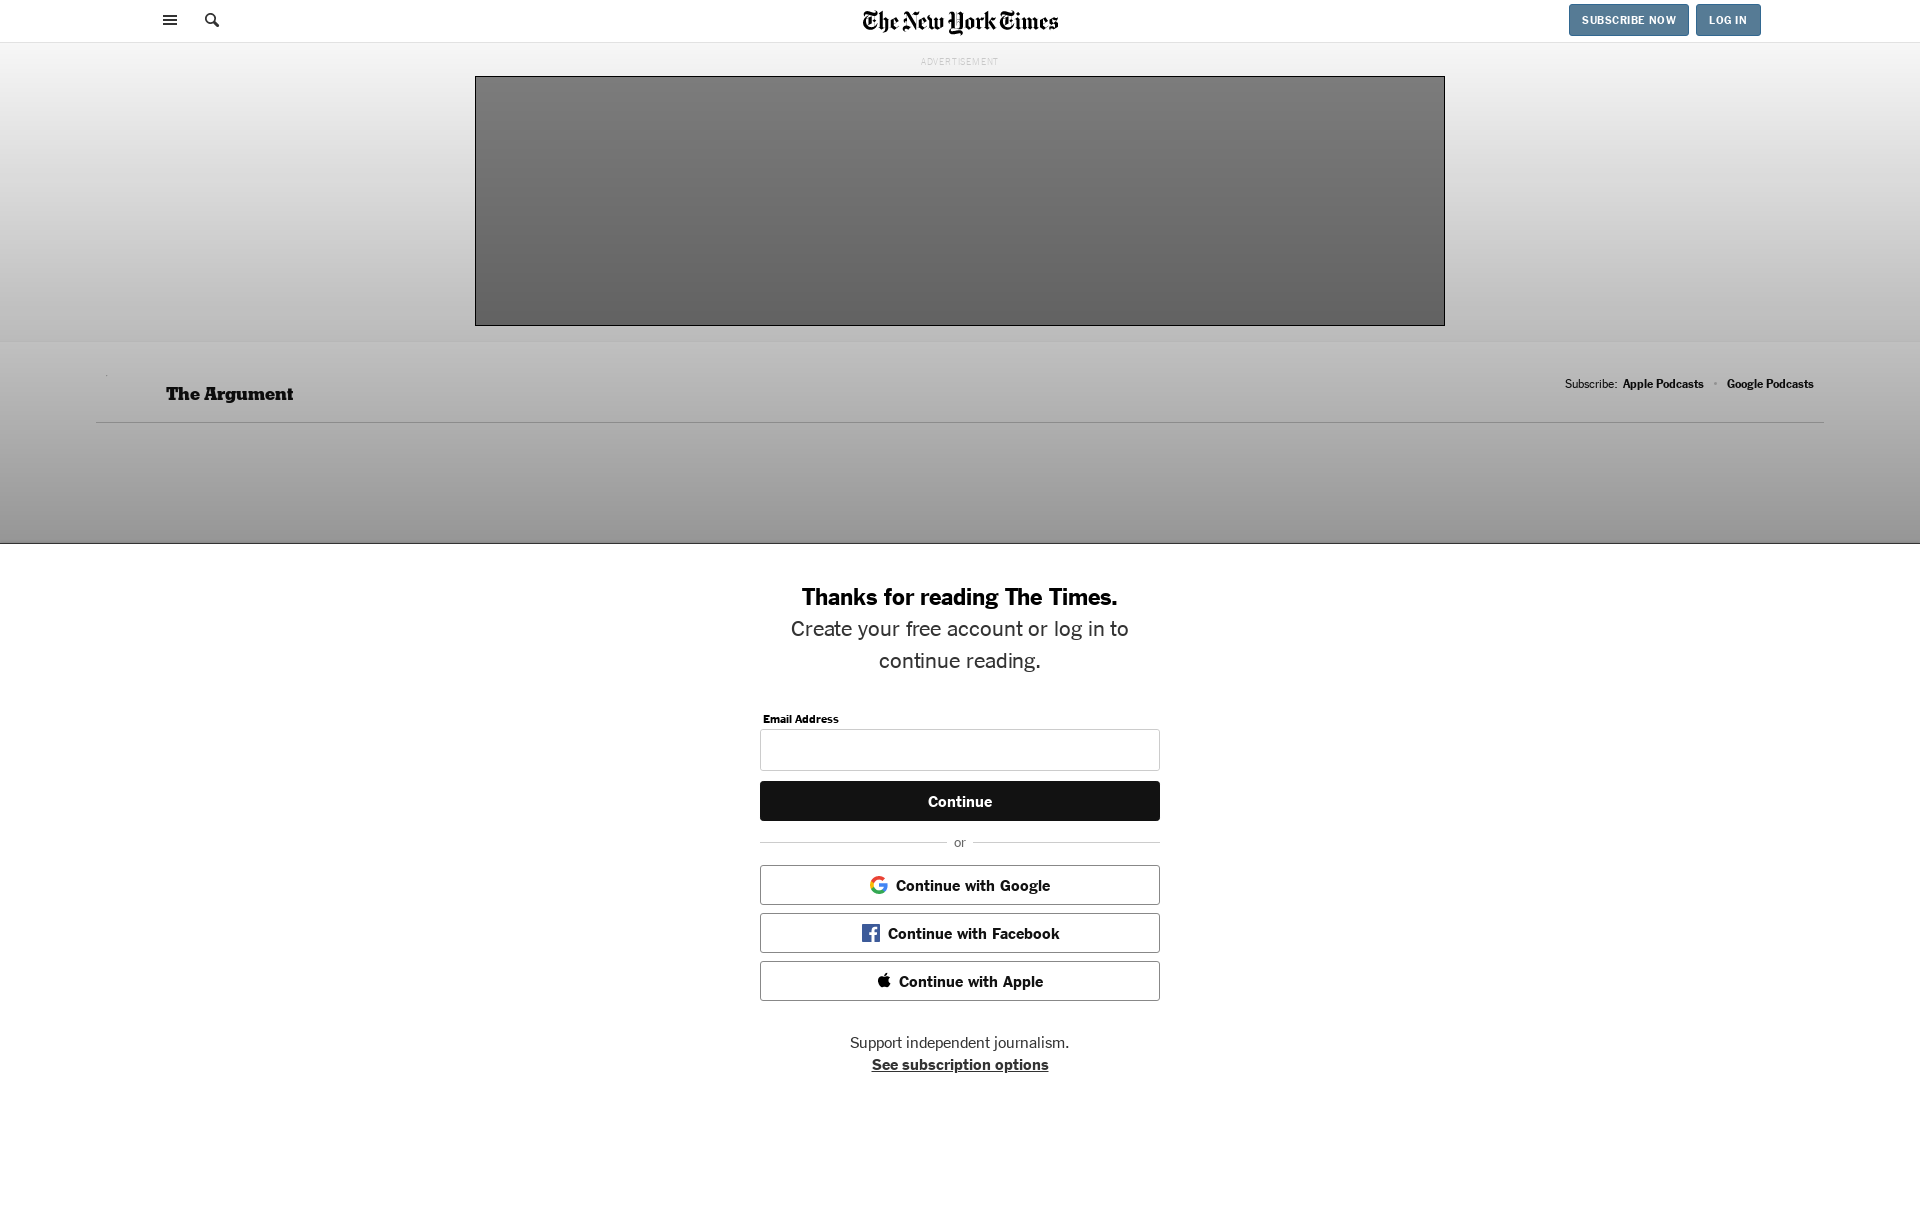 The New York Times
SUBSCRIBE NOW
LOG IN
ADVERTISEMENT
The Argument
Subscribe: Apple Podcasts • Google Podcasts
Thanks for reading The Times.
Create your free account or log in to
continue reading.
Email Address
Continue
or
Continue with Google
Continue with Facebook
Continue with Apple
Support independent journalism.
See subscription options